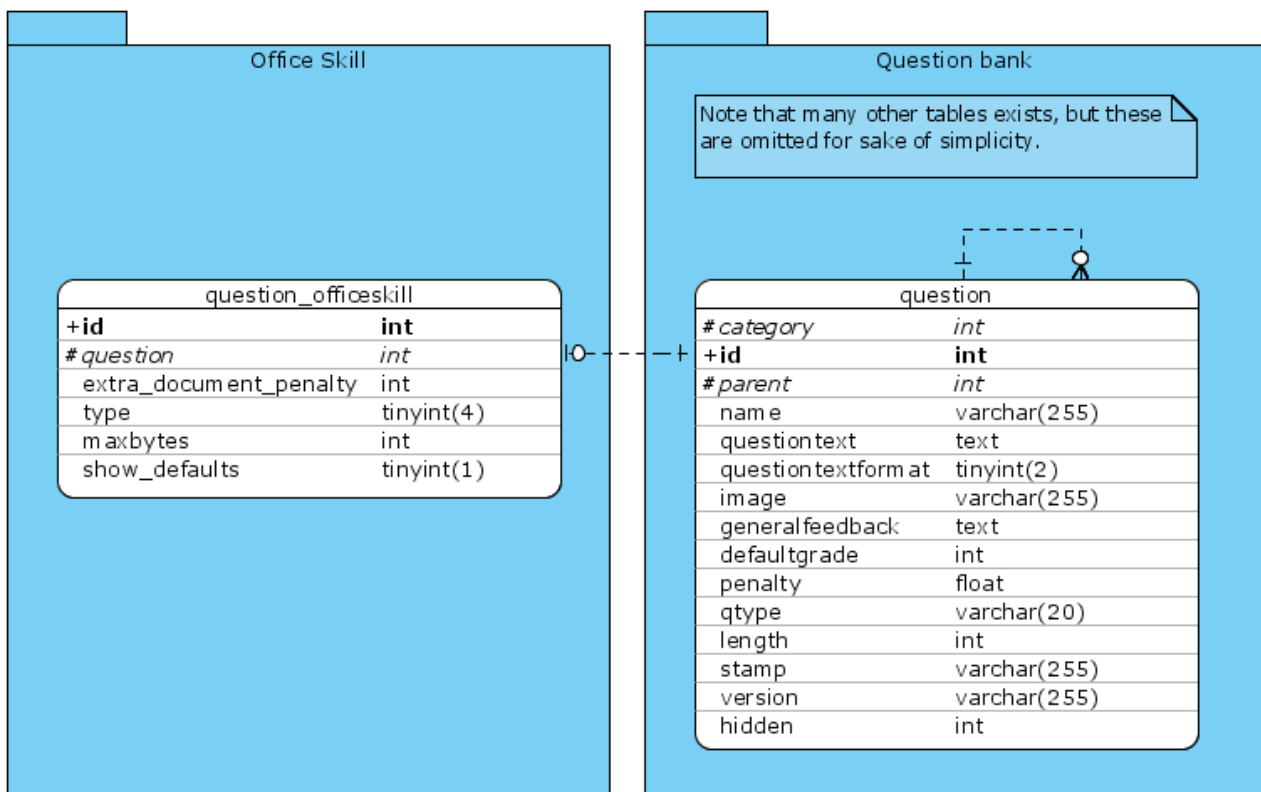 Office Skill
question_officeskill
+id int
#question int
extra_document_penalty int
type tinyint(4)
maxbytes int
show_defaults tinyint(1)
Question bank
Note that many other tables exists, but these
are omitted for sake of simplicity.
question
#category int
+id int
#parent int
name varchar(255)
questiontext text
questiontextformat tinyint(2)
image varchar(255)
generalfeedback text
defaultgrade int
penalty float
qtype varchar(20)
length int
stamp varchar(255)
version varchar(255)
hidden int